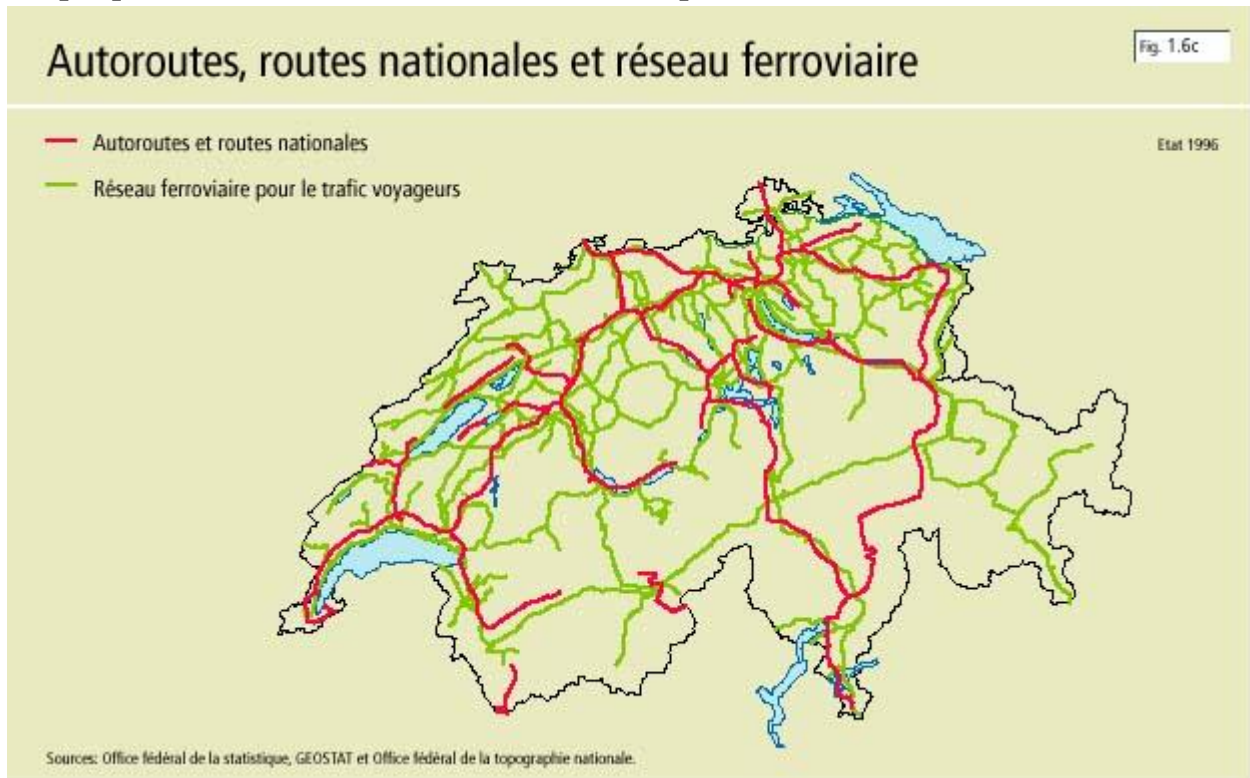 Autoroutes, routes nationales et réseau ferroviaire
Fig. 1.6c
Autoroutes et routes nationales
Etat 1996
Réseau ferroviaire pour le trafic voyageurs
Sources: Office fédéral de la statistique, GEOSTAT et Office fédéral de la topographie nationale.